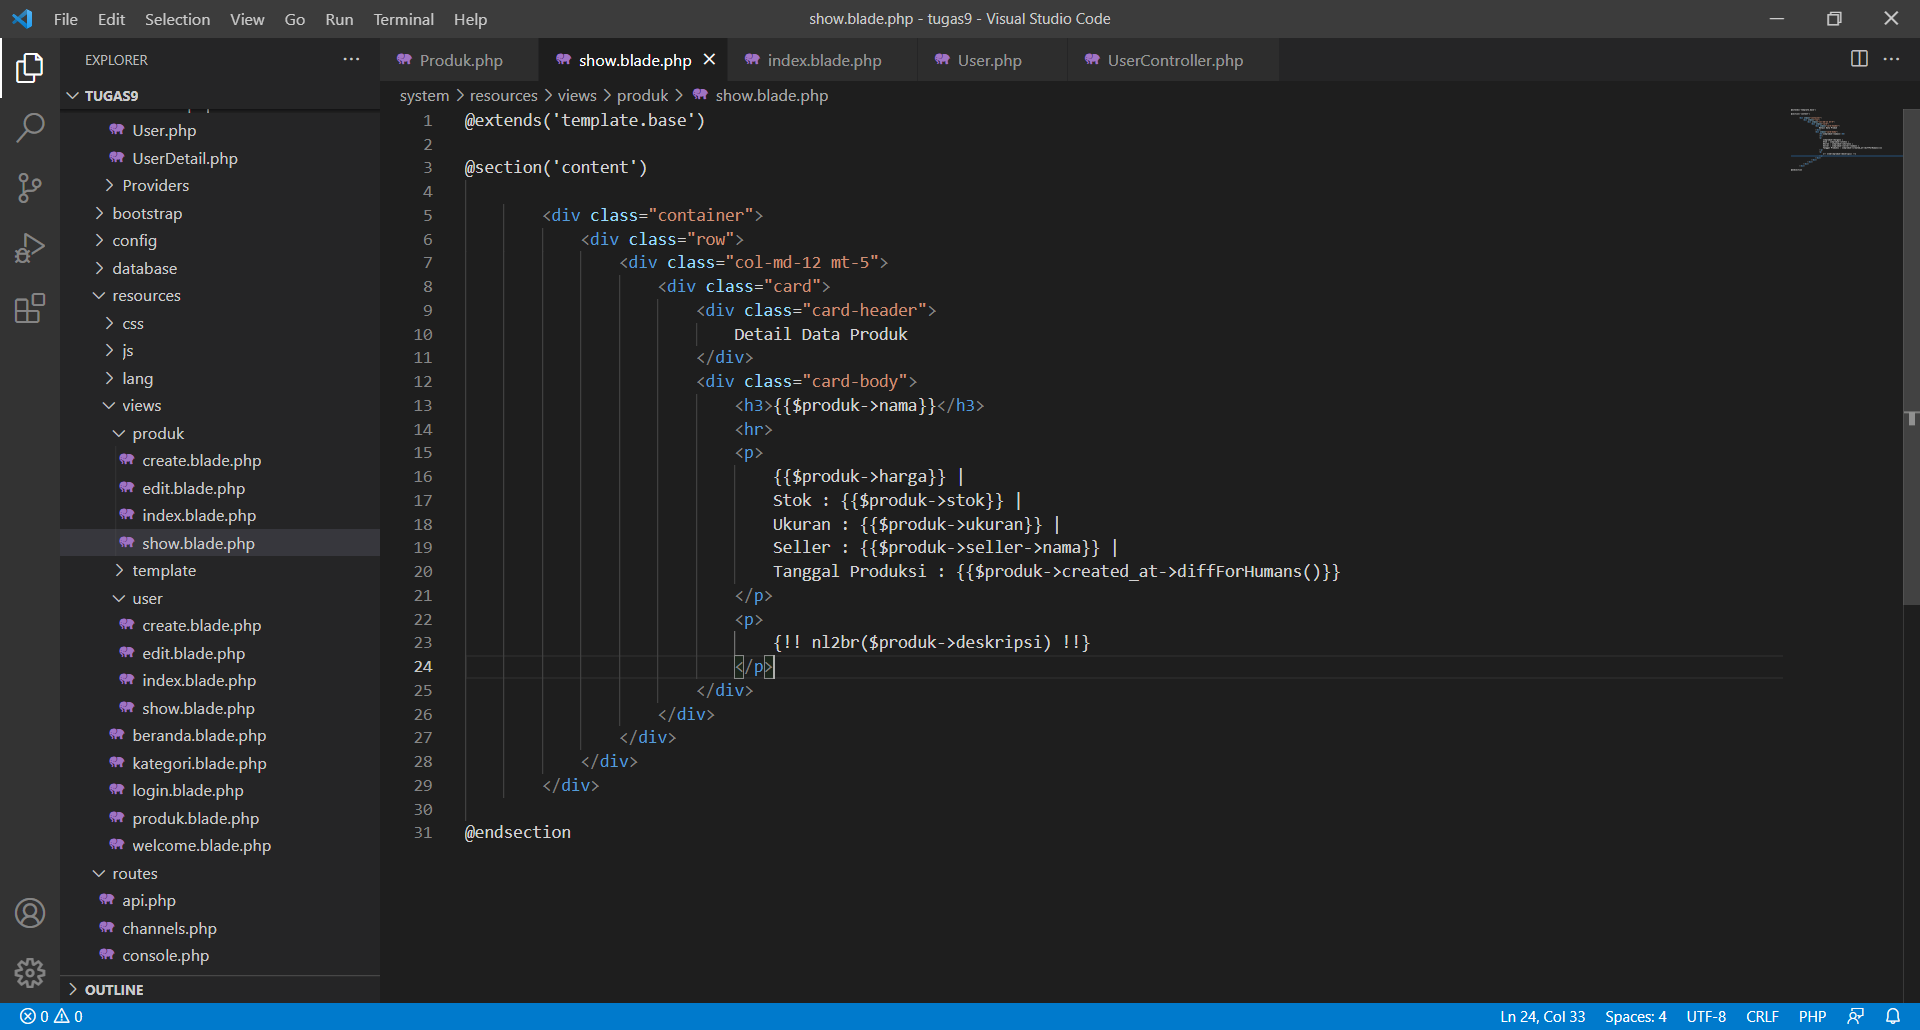 File Edit Selection View Go Run Terminal Help
show.blade.php - tugas9 - Visual Studio Code
EXPLORER
TUGAS9
User.php
UserDetail.php
Providers
bootstrap
config
database
resources
css
js
lang
views
produk
create.blade.php
edit.blade.php
index.blade.php
show.blade.php
template
user
create.blade.php
edit.blade.php
index.blade.php
show.blade.php
beranda.blade.php
kategori.blade.php
login.blade.php
produk.blade.php
welcome.blade.php
routes
api.php
channels.php
console.php
OUTLINE
Produk.php show.blade.php index.blade.php User.php UserController.php
system > resources > views > produk > show.blade.php
1 @extends('template.base')
2
3 @section('content')
4
5 <div class="container">
6 <div class="row">
7 <div class="col-md-12 mt-5">
8 <div class="card">
9 <div class="card-header">
10 Detail Data Produk
11 </div>
12 <div class="card-body">
13 <h3>{{$produk->nama}}</h3>
14 <hr>
15 <p>
16 {{$produk->harga}} |
17 Stok : {{$produk->stok}} |
18 Ukuran : {{$produk->ukuran}} |
19 Seller : {{$produk->seller->nama}} |
20 Tanggal Produksi : {{$produk->created_at->diffForHumans()}}
21 </p>
22 <p>
23 {!! nl2br($produk->deskripsi) !!}
24 </p>
25 </div>
26 </div>
27 </div>
28 </div>
29 </div>
30
31 @endsection
0 0
Ln 24, Col 33 Spaces: 4 UTF-8 CRLF PHP